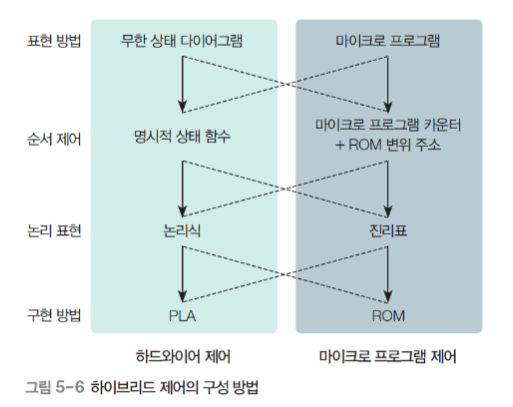 표현 방법
무한 상태 다이어그램
마이크로 프로그램
순서 제어
명시적 상태 함수
마이크로 프로그램 카운터
+ ROM 변위 주소
논리 표현
논리식
진리표
구현 방법
PLA
ROM
하드와이어 제어
마이크로 프로그램 제어
그림 5-6 하이브리드 제어의 구성 방법